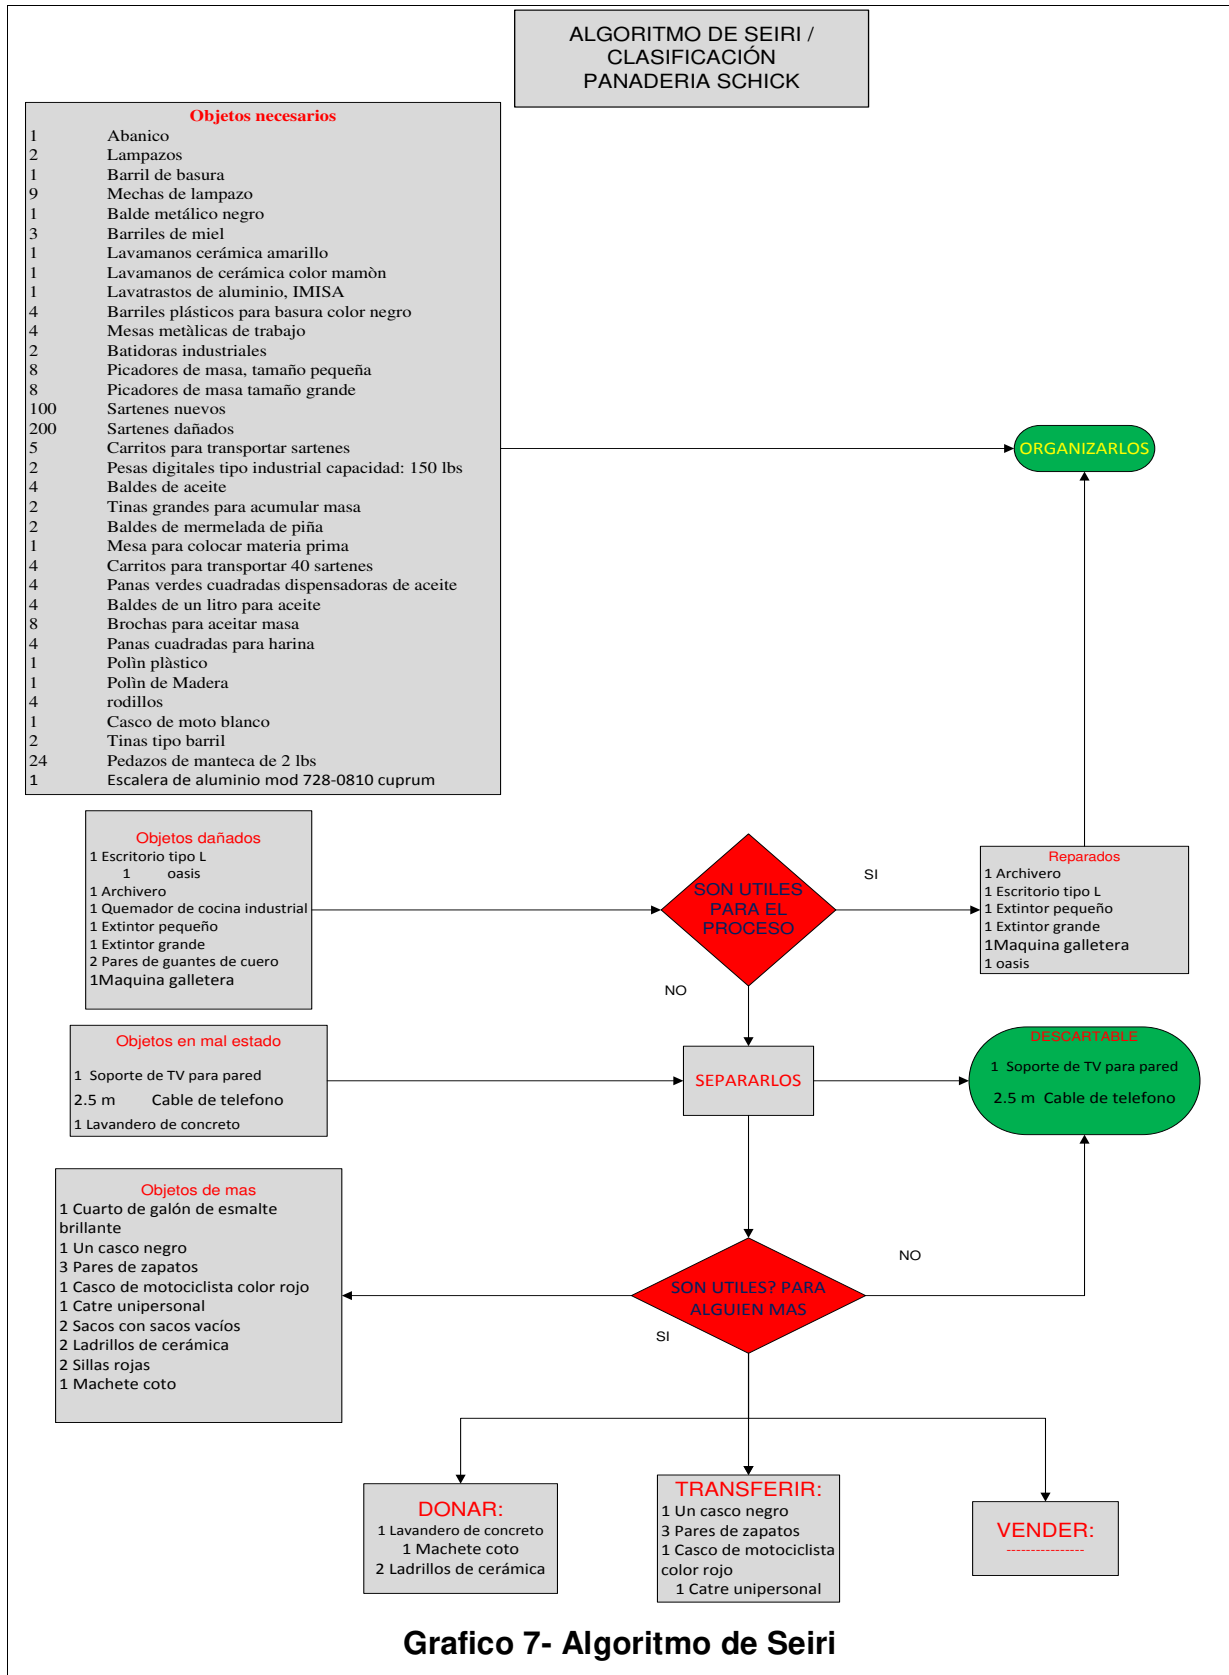 ALGORITMO DE SEIRI /
CLASIFICACIÓN
PANADERIA SCHICK
Objetos necesarios
1 Abanico
2 Lampazos
1 Barril de basura
9 Mechas de lampazo
1 Balde metálico negro
3 Barriles de miel
1 Lavamanos cerámica amarillo
1 Lavamanos de cerámica color mamòn
1 Lavatrastos de aluminio, IMISA
4 Barriles plásticos para basura color negro
4 Mesas metàlicas de trabajo
2 Batidoras industriales
8 Picadores de masa, tamaño pequeña
8 Picadores de masa tamaño grande
100 Sartenes nuevos
200 Sartenes dañados
5 Carritos para transportar sartenes
2 Pesas digitales tipo industrial capacidad: 150 lbs
4 Baldes de aceite
2 Tinas grandes para acumular masa
2 Baldes de mermelada de piña
1 Mesa para colocar materia prima
4 Carritos para transportar 40 sartenes
4 Panas verdes cuadradas dispensadoras de aceite
4 Baldes de un litro para aceite
8 Brochas para aceitar masa
4 Panas cuadradas para harina
1 Polìn plàstico
1 Polìn de Madera
4 rodillos
1 Casco de moto blanco
2 Tinas tipo barril
24 Pedazos de manteca de 2 lbs
1 Escalera de aluminio mod 728-0810 cuprum
ORGANIZARLOS
Objetos dañados
1 Escritorio tipo L
1 oasis
1 Archivero
1 Quemador de cocina industrial
1 Extintor pequeño
1 Extintor grande
2 Pares de guantes de cuero
1Maquina galletera
SON UTILES
PARA EL
PROCESO
SI
NO
Reparados
1 Archivero
1 Escritorio tipo L
1 Extintor pequeño
1 Extintor grande
1Maquina galletera
1 oasis
Objetos en mal estado
1 Soporte de TV para pared
2.5 m Cable de telefono
1 Lavandero de concreto
SEPARARLOS
DESCARTABLE
1 Soporte de TV para pared
2.5 m Cable de telefono
Objetos de mas
1 Cuarto de galón de esmalte
brillante
1 Un casco negro
3 Pares de zapatos
1 Casco de motociclista color rojo
1 Catre unipersonal
2 Sacos con sacos vacíos
2 Ladrillos de cerámica
2 Sillas rojas
1 Machete coto
SON UTILES? PARA
ALGUIEN MAS
NO
SI
DONAR:
1 Lavandero de concreto
1 Machete coto
2 Ladrillos de cerámica
TRANSFERIR:
1 Un casco negro
3 Pares de zapatos
1 Casco de motociclista
color rojo
1 Catre unipersonal
VENDER:
----------------
Grafico 7- Algoritmo de Seiri